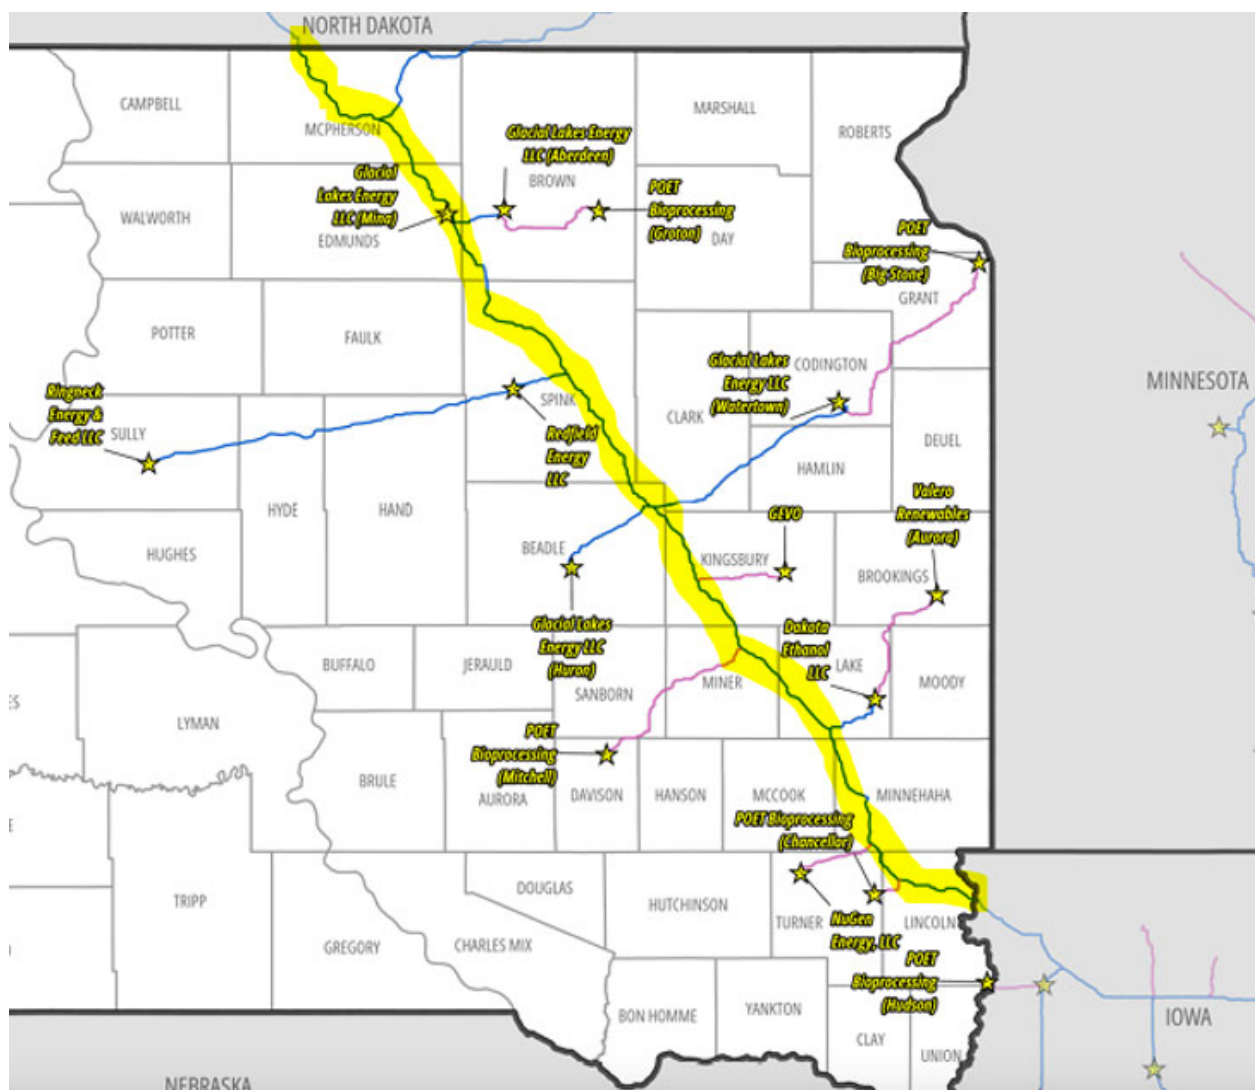 NORTH DAKOTA
CAMPBELL
MCPHERSON
MARSHALL
ROBERTS
Glacial Lakes Energy
LLC (Aberdeen)
BROWN
Glacial
Lakes Energy
LLC (Mina)
POET
Bioprocessing
(Groton)
WALWORTH
EDMUNDS
DAY
POET
Bioprocessing
(Big Stone)
GRANT
POTTER
FAULK
CODINGTON
Glacial Lakes
Energy LLC
(Watertown)
MINNESOTA
Ringneck
Energy &
Feed LLC
SULLY
SPINK
CLARK
Redfield
Energy
LLC
DEUEL
HAMLIN
HYDE
HAND
Valero
Renewables
(Aurora)
GEVO
HUGHES
BEADLE
KINGSBURY
BROOKINGS
Glacial Lakes
Energy LLC
(Huron)
Dakota
Ethanol
LLC
BUFFALO
JERAULD
SANBORN
MINER
LAKE
MOODY
ES
LYMAN
POET
Bioprocessing
(Mitchell)
BRULE
AURORA
DAVISON
HANSON
MCCOOK
MINNEHAHA
E
POET Bioprocessing
(Chancellor)
TRIPP
DOUGLAS
HUTCHINSON
TURNER
LINCOLN
NuGen
Energy, LLC
GREGORY
CHARLES MIX
POET
Bioprocessing
(Hudson)
BON HOMME
YANKTON
CLAY
UNION
IOWA
NEBRASKA